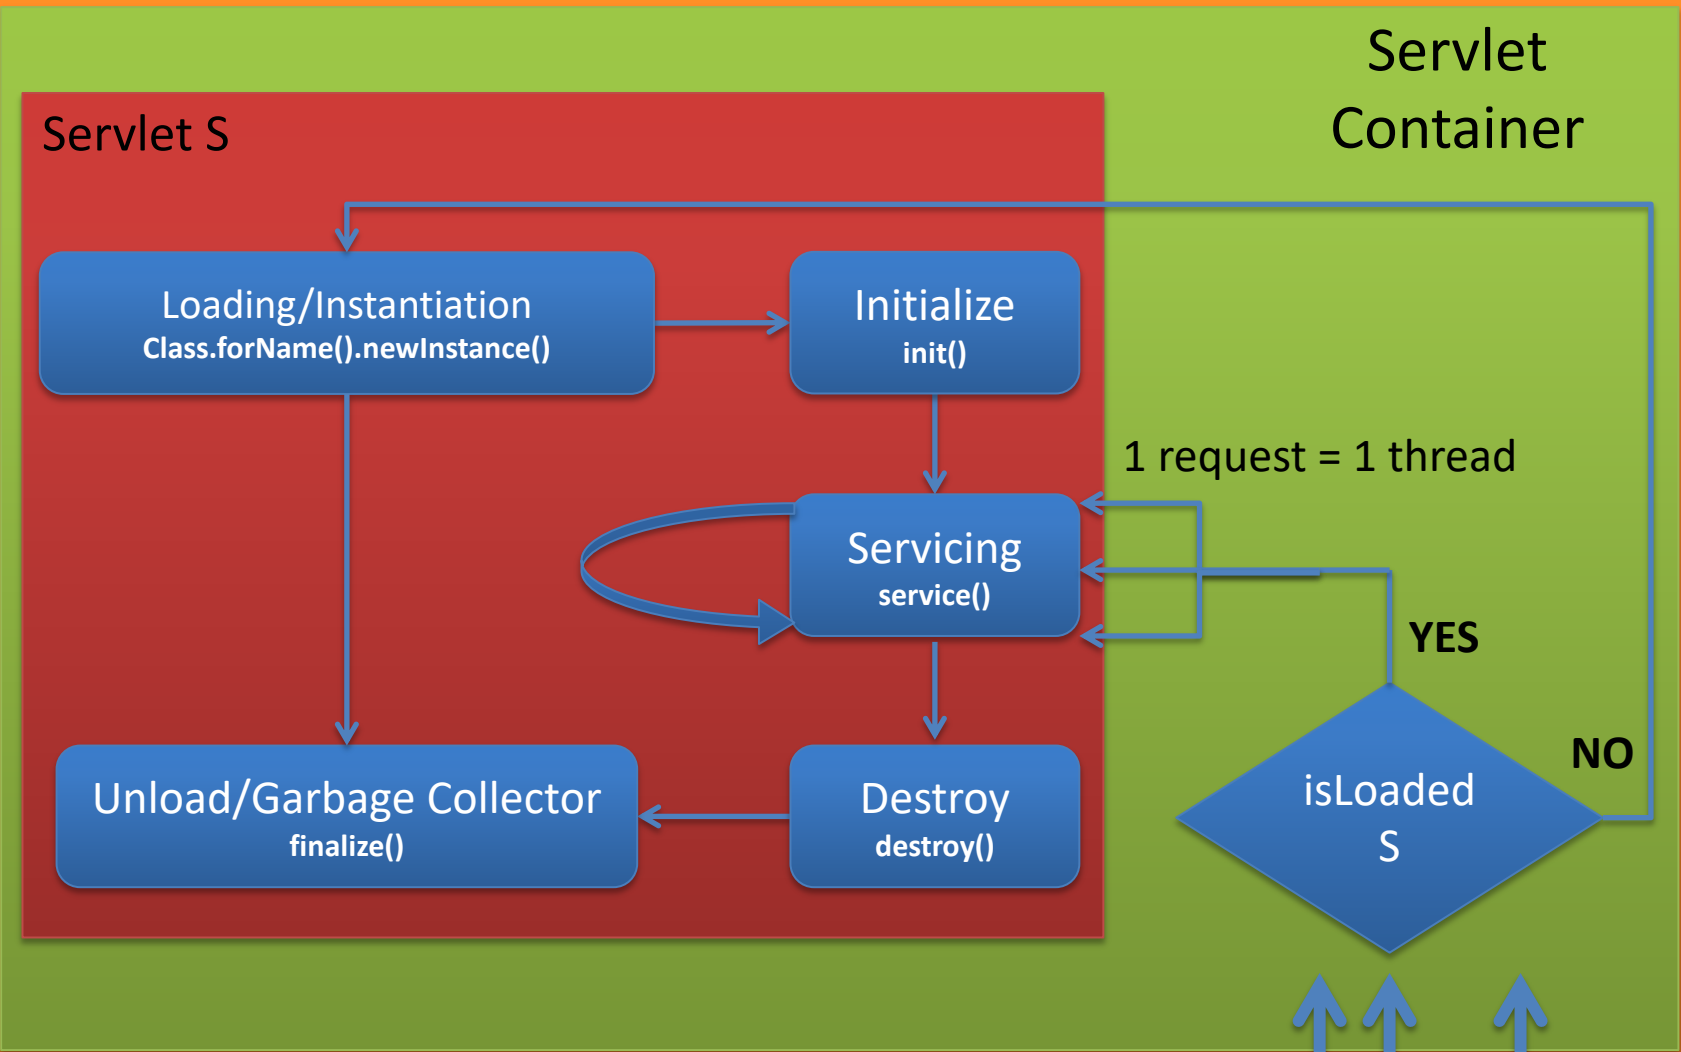 Servlet
Container
Servlet S
Loading/Instantiation
Class.forName().newInstance()
Initialize
init()
1 request = 1 thread
Servicing
service()
YES
NO
isLoaded
S
Unload/Garbage Collector
finalize()
Destroy
destroy()